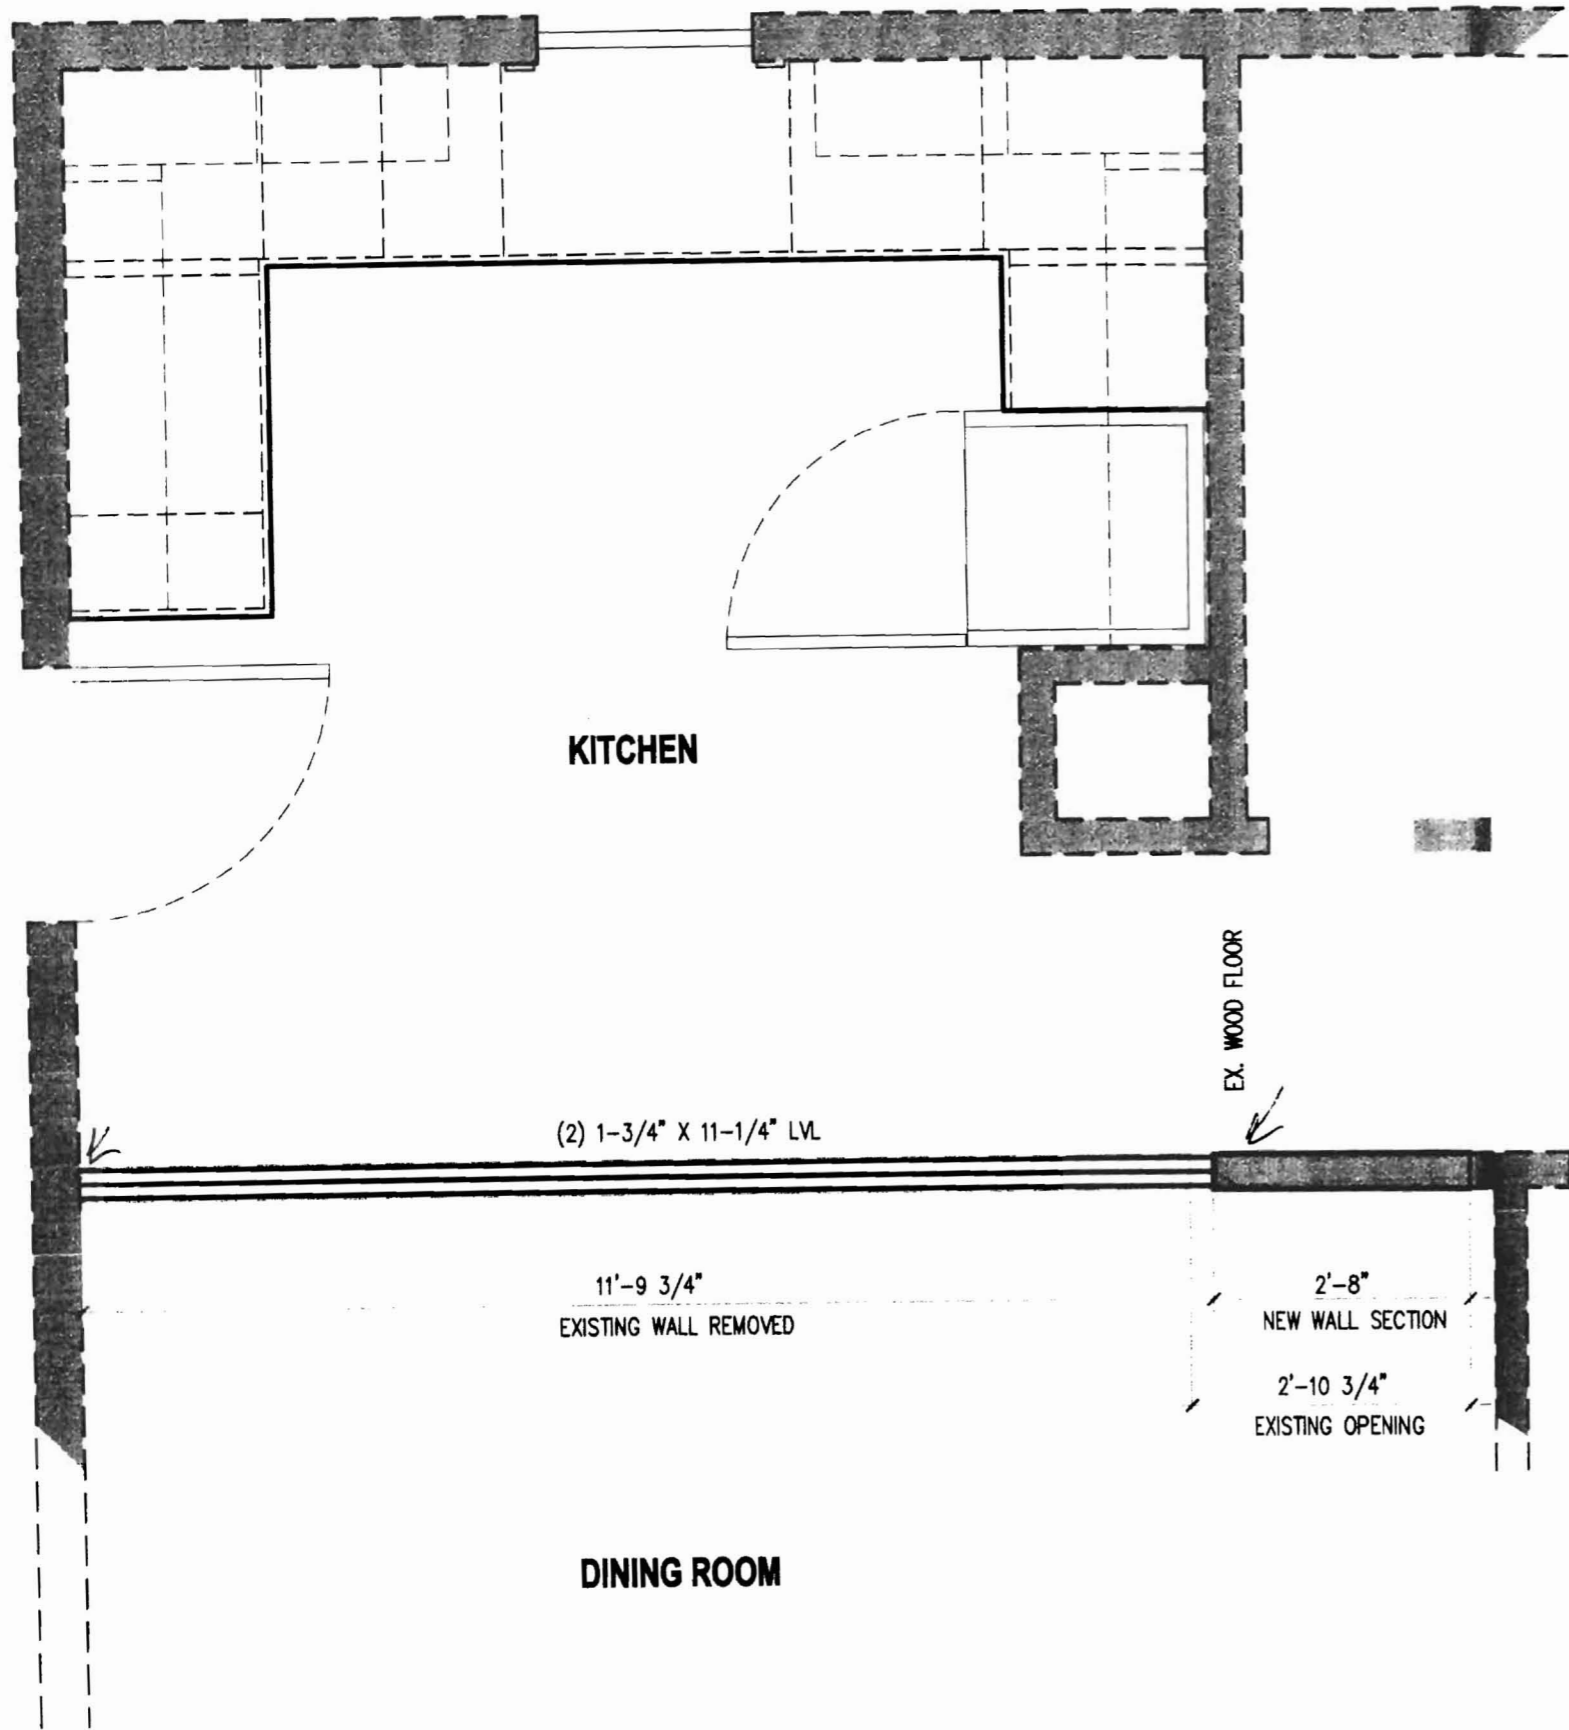 KITCHEN
EX. WOOD FLOOR
(2) 1-3/4" X 11-1/4" LVL
11'-9 3/4"
EXISTING WALL REMOVED
2'-8"
NEW WALL SECTION
2'-10 3/4"
EXISTING OPENING
DINING ROOM